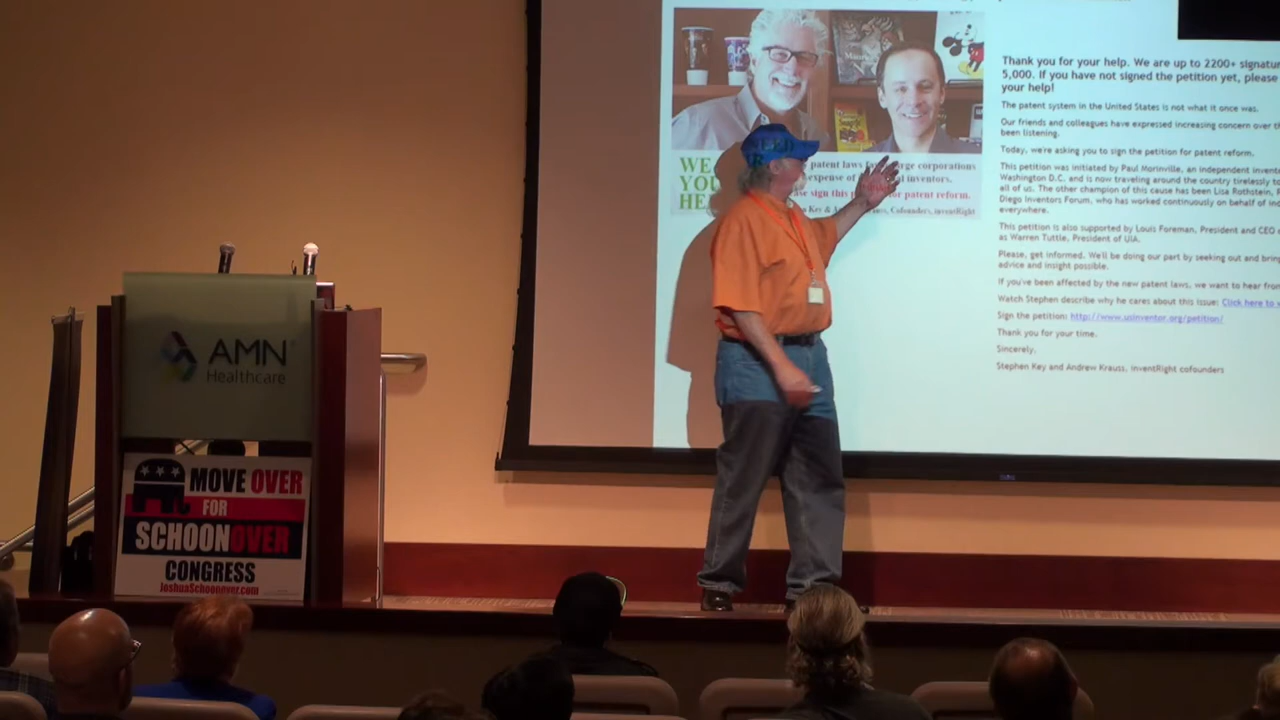 AMN
Healthcare
MOVE OVER
FOR
SCHOONOVER
CONGRESS
JoshuaSchoonover.com
WE
YOU
HE
patent laws
large corporations
expense of
inventors.
sign this
for patent reform.
Key &
Cofounders, inventRight
Thank you for your help. We are up to 2200+
5,000. If you have not signed the petition yet, please
your help!
The patent system in the United States is not what it once was.
Our friends and colleagues have expressed increasing concern over
been listening.
Today, we're asking you to sign the petition for patent reform.
This petition was initiated by Paul Morinville, an independent
Washington D.C. and is now traveling around the country tirelessly
all of us. The other champion of this cause has been Lisa Rothstein,
Diego Inventors Forum, who has worked continuously on behalf of
everywhere.
This petition is also supported by Louis Foreman, President and CEO
as Warren Tuttle, President of UIA.
Please, get informed. We'll be doing our part by seeking out and
advice and insight possible.
If you've been affected by the new patent laws, we want to hear
Watch Stephen describe why he cares about this issue: Click here to
Sign the petition: http://www.usinventor.org/petition/
Thank you for your time.
Sincerely,
Stephen Key and Andrew Krauss, inventRight cofounders